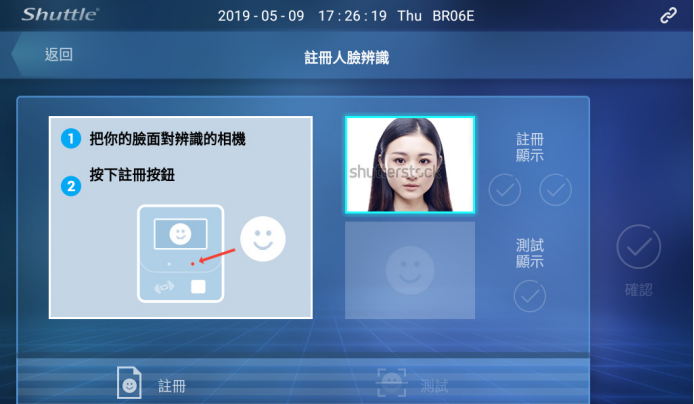 Shuttle
2019-05-09 17:26:19 Thu BR06E
返回
註冊人臉辨識
1 把你的臉面對辨識的相機
2 按下註冊按鈕
shutterstock
註冊
顯示
測試
顯示
確認
註冊
測試